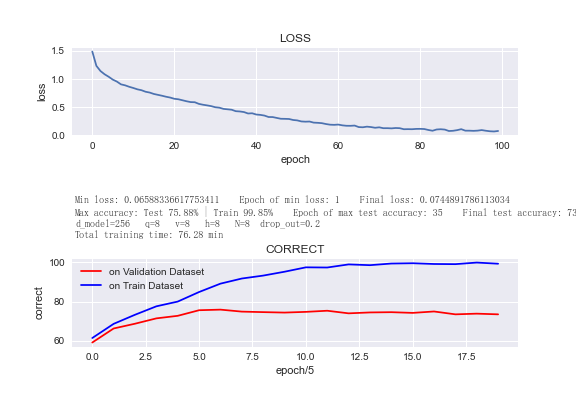 LOSS
1.5
1.0
0.5
0.0
loss
0 20 40 60 80 100
epoch
Min loss: 0.06588336617753411 Epoch of min loss: 1 Final loss: 0.0744891786113034
Max accuracy: Test 75.88% | Train 99.85% Epoch of max test accuracy: 35 Final test accuracy: 73
d_model=256 q=8 v=8 h=8 N=8 drop_out=0.2
Total training time: 76.28 min
CORRECT
100
80
60
correct
on Validation Dataset
on Train Dataset
0.0 2.5 5.0 7.5 10.0 12.5 15.0 17.5
epoch/5